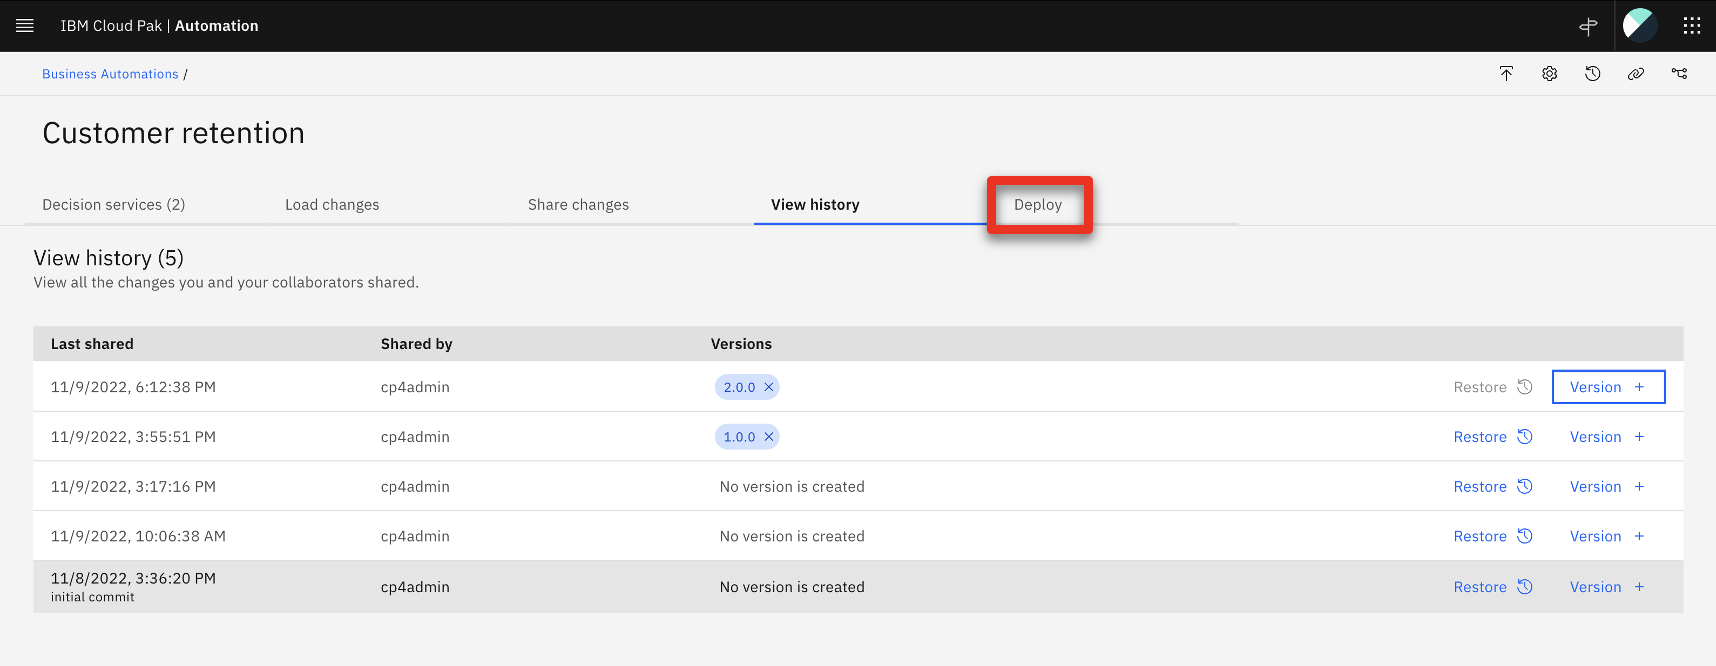 IBM Cloud Pak | Automation
Business Automations /
Customer retention
Decision services (2) Load changes Share changes View history Deploy
View history (5)
View all the changes you and your collaborators shared.
Last shared Shared by Versions
11/9/2022, 6:12:38 PM cp4admin 2.0.0 × Restore Version +
11/9/2022, 3:55:51 PM cp4admin 1.0.0 × Restore Version +
11/9/2022, 3:17:16 PM cp4admin No version is created Restore Version +
11/9/2022, 10:06:38 AM cp4admin No version is created Restore Version +
11/8/2022, 3:36:20 PM cp4admin No version is created Restore Version +
initial commit